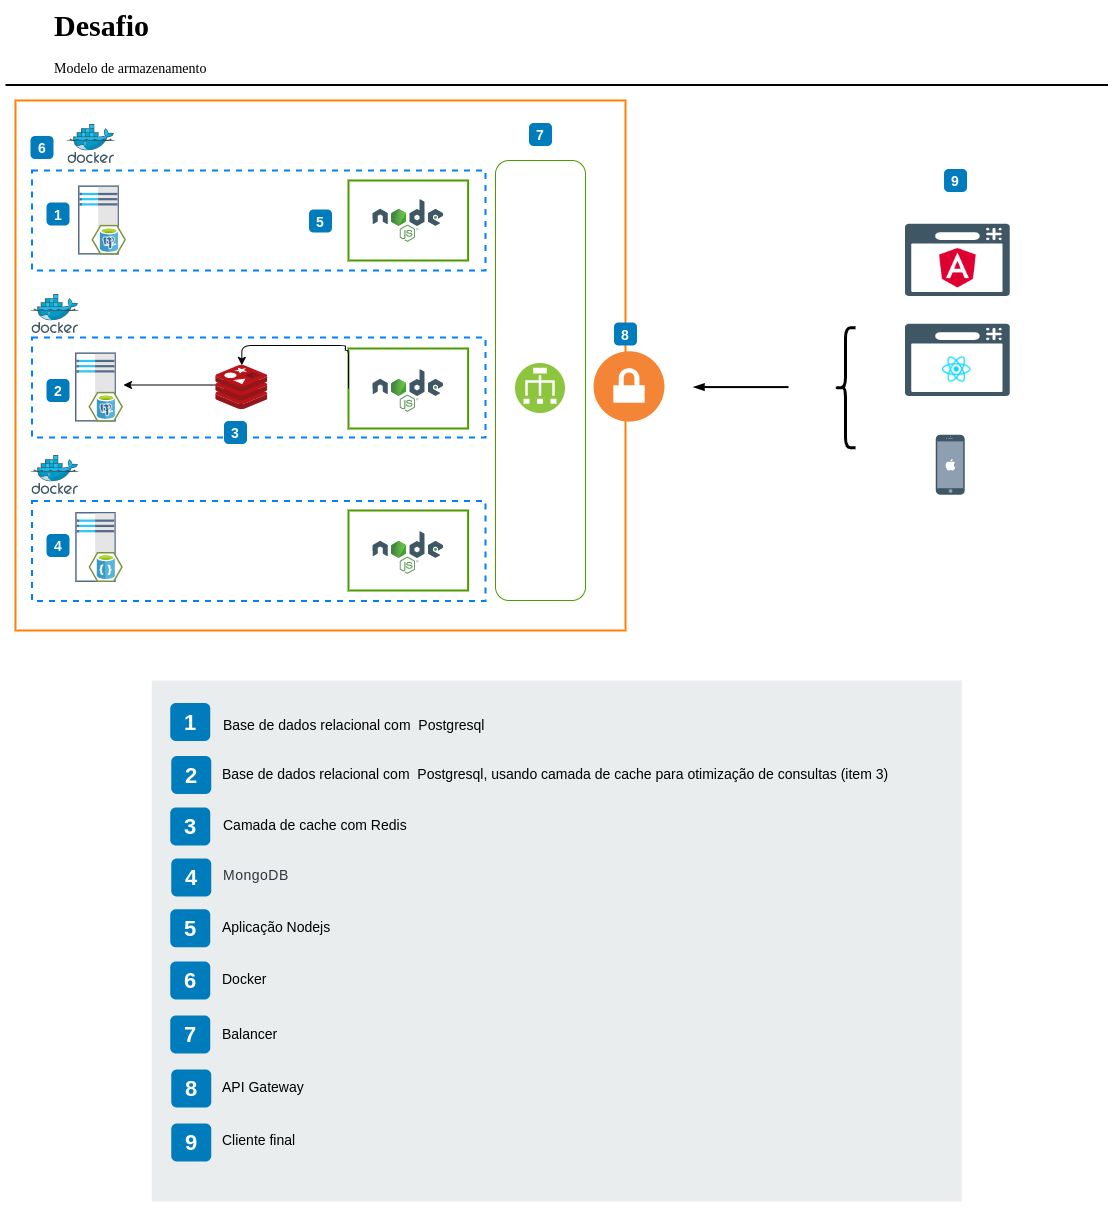 Desafio
Modelo de armazenamento
6
docker
7
1
5
node
JS
9
docker
8
2
node
JS
3
docker
4
node
JS
1 Base de dados relacional com Postgresql
2 Base de dados relacional com Postgresql, usando camada de cache para otimização de consultas (item 3)
3 Camada de cache com Redis
4 MongoDB
5 Aplicação Nodejs
6 Docker
7 Balancer
8 API Gateway
9 Cliente final